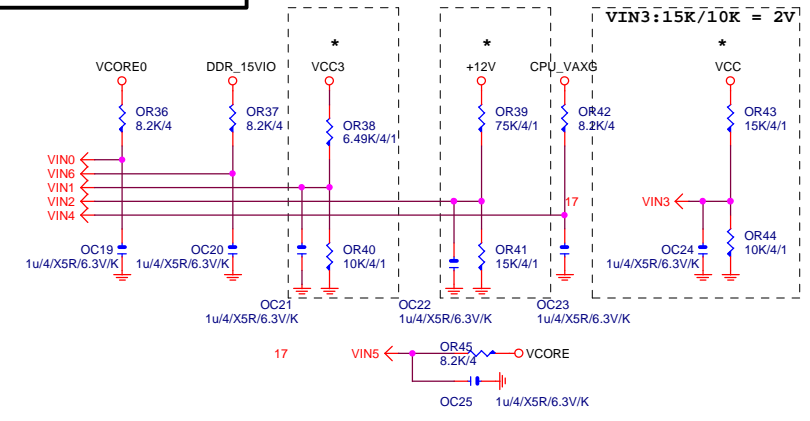 VIN3:15K/10K = 2V
*
*
*
VCORE0
DDR_15VIO
VCC3
+12V
CPU_VAXG
VCC
OR36
8.2K/4
OR37
8.2K/4
OR38
6.49K/4/1
OR39
75K/4/1
OR42
8.2K/4
OR43
15K/4/1
VIN0
VIN6
VIN1
VIN2
VIN4
17
VIN3
OC19
1u/4/X5R/6.3V/K
OC20
1u/4/X5R/6.3V/K
OR40
10K/4/1
OR41
15K/4/1
OC24
1u/4/X5R/6.3V/K
OR44
10K/4/1
OC21
1u/4/X5R/6.3V/K
OC22
1u/4/X5R/6.3V/K
OC23
1u/4/X5R/6.3V/K
17
VIN5
OR45
8.2K/4
VCORE
OC25
1u/4/X5R/6.3V/K